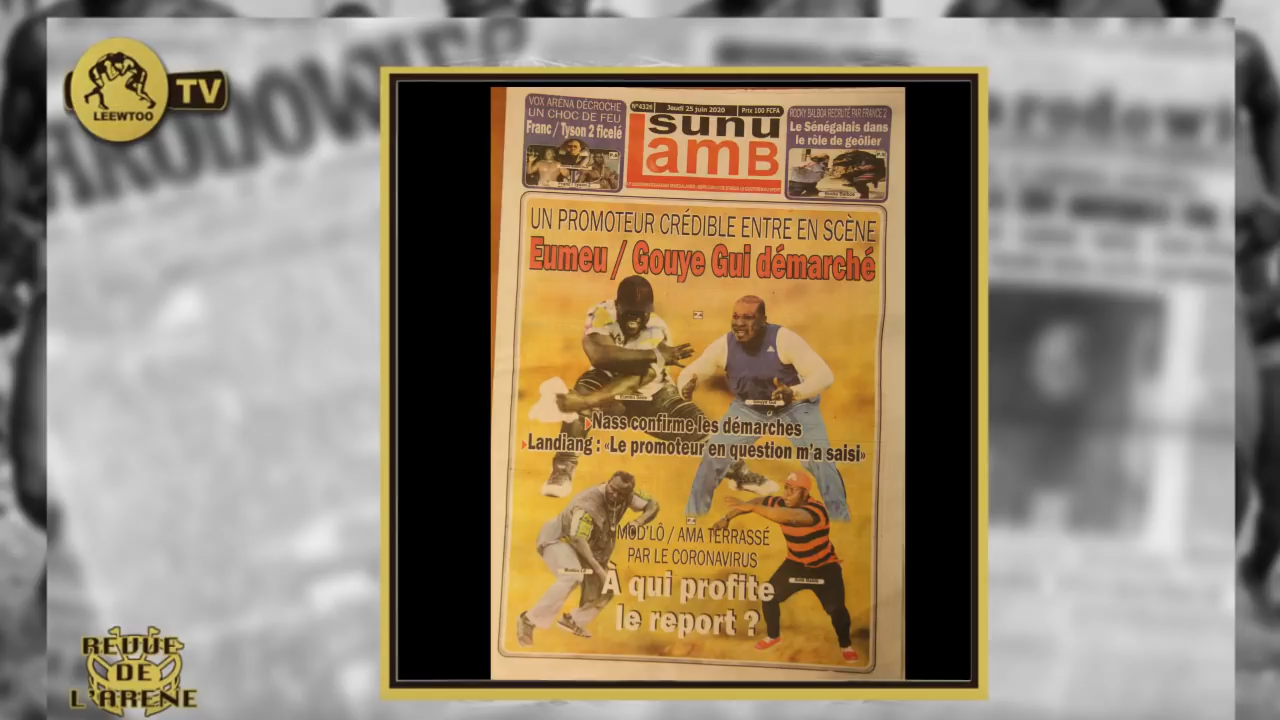 LEEWTOO
TV
VOX ARENA DÉCROCHE
UN CHOC DE FEU
Franc / Tyson 2 ficelé
N°4326
Jeudi 25 juin 2020
Prix 100 FCFA
sunu
Lamb
ROCKY BALBOA RECRUTÉ PAR FRANCE 2
Le Sénégalais dans
le rôle de geôlier
UN PROMOTEUR CRÉDIBLE ENTRE EN SCÈNE
Eumeu / Gouye Gui démarché
Nass confirme les démarches
Landiang : «Le promoteur en question m'a saisi»
MOD'LÔ / AMA TERRASSÉ
PAR LE CORONAVIRUS
À qui profite
le report ?
REVUE
DE
L'ARENE